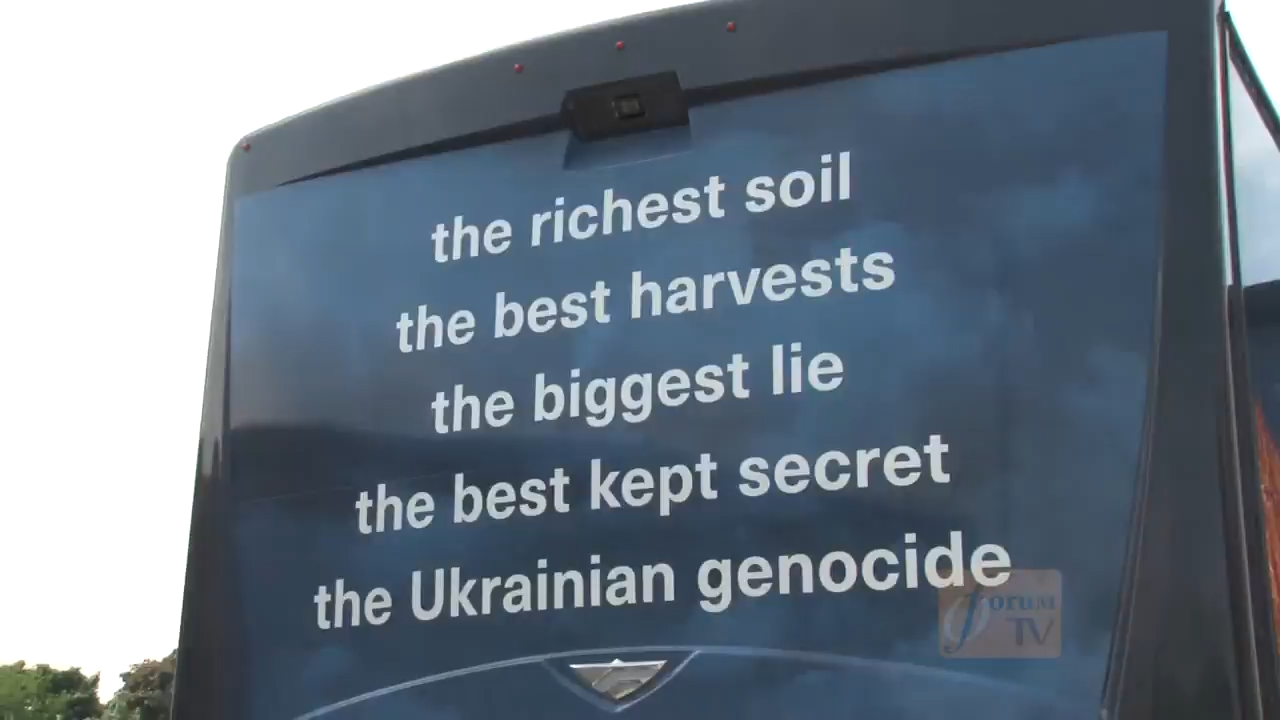 the richest soil
the best harvests
the biggest lie
the best kept secret
the Ukrainian genocide
forum
TV